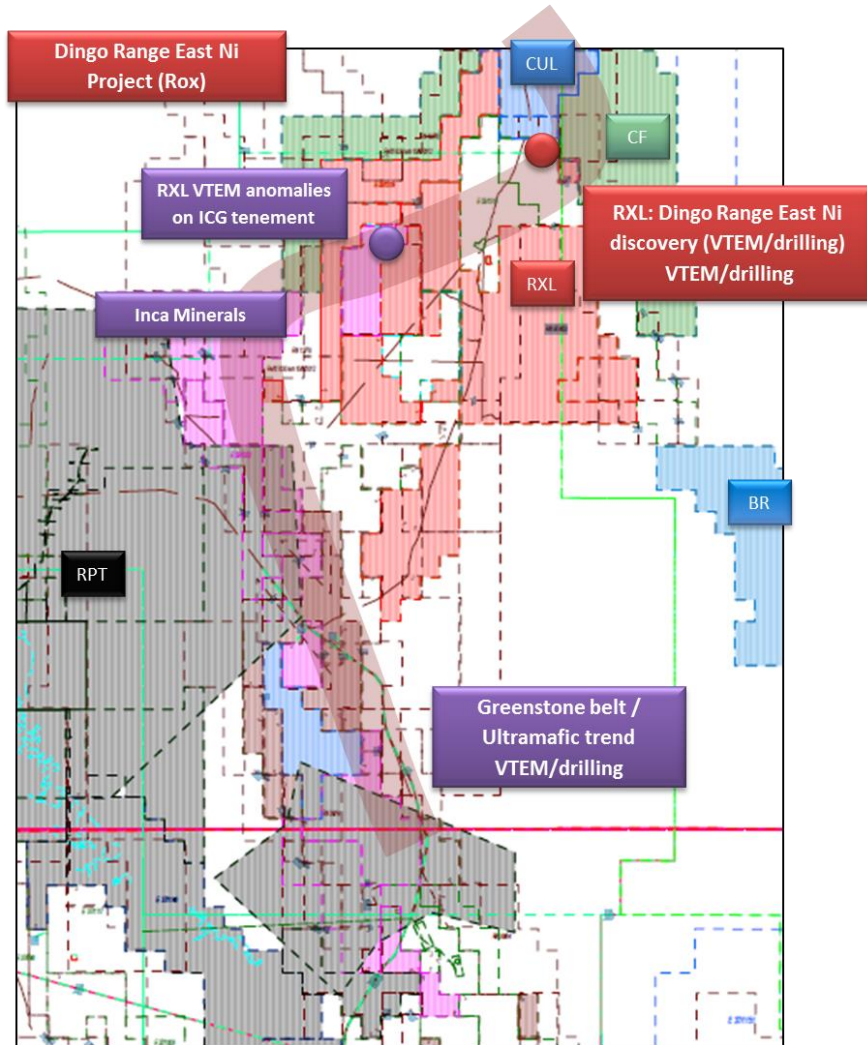 Dingo Range East Ni
Project (Rox)
CUL
CF
RXL VTEM anomalies
on ICG tenement
RXL: Dingo Range East Ni
discovery (VTEM/drilling)
VTEM/drilling
RXL
Inca Minerals
BR
RPT
Greenstone belt /
Ultramafic trend
VTEM/drilling